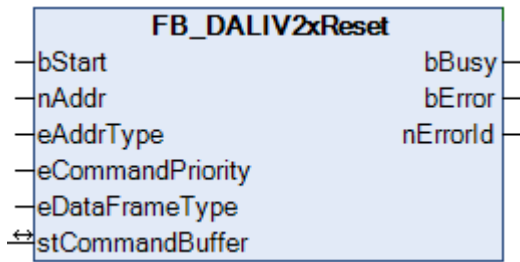 FB_DALIV2xReset
bStart bBusy
nAddr bError
eAddrType nErrorId
eCommandPriority
eDataFrameType
stCommandBuffer